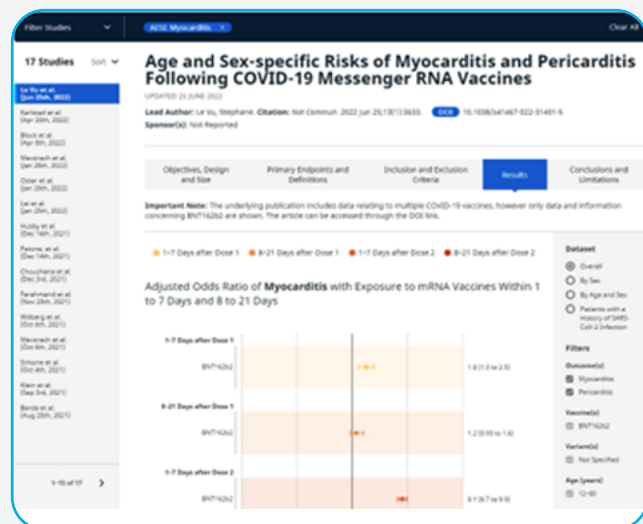 Filter Studies
AESI: Myocarditis ×
Clear All
17 Studies
Sort
Le Vu et al.
(Jun 25th, 2022)
Karlstad et al.
(Apr 20th, 2022)
Block et al.
(Apr 8th, 2022)
Mevorach et al.
(Jan 26th, 2022)
Oster et al.
(Jan 25th, 2022)
Lai et al.
(Jan 25th, 2022)
Husby et al.
(Dec 16th, 2021)
Patone, et al.
(Dec 14th, 2021)
Chouchana et al.
(Dec 3rd, 2021)
Farahmand et al.
(Nov 28th, 2021)
Witberg et al.
(Oct 6th, 2021)
Mevorach et al.
(Oct 6th, 2021)
Simone et al.
(Oct 4th, 2021)
Klein et al.
(Sep 3rd, 2021)
Barda et al.
(Aug 25th, 2021)
1-15 of 17
Age and Sex-specific Risks of Myocarditis and Pericarditis
Following COVID-19 Messenger RNA Vaccines
UPDATED 25 JUNE 2022
Lead Author: Le Vu, Stephane. Citation: Nat Commun. 2022 Jun 25;13(1):3633. DOI 10.1038/s41467-022-31401-5
Sponsor(s): Not Reported
Objectives, Design
and Size
Primary Endpoints and
Definitions
Inclusion and Exclusion
Criteria
Results
Conclusions and
Limitations
Important Note: The underlying publication includes data relating to multiple COVID-19 vaccines, however only data and information
concerning BNT162b2 are shown. The article can be accessed through the DOI link.
1-7 Days after Dose 1
8-21 Days after Dose 1
1-7 Days after Dose 2
8-21 Days after Dose 2
Adjusted Odds Ratio of Myocarditis with Exposure to mRNA Vaccines Within 1
to 7 Days and 8 to 21 Days
1-7 Days after Dose 1
BNT162b2
1.8 (1.3 to 2.5)
8-21 Days after Dose 1
BNT162b2
1.2 (0.93 to 1.6)
1-7 Days after Dose 2
BNT162b2
8.1 (6.7 to 9.9)
Dataset
Overall
By Sex
By Age and Sex
Patients with a
History of SARS-
CoV-2 Infection
Filters
Outcome(s)
Myocarditis
Pericarditis
Vaccine(s)
BNT162b2
Variant(s)
Not Specified
Age (years)
12-50